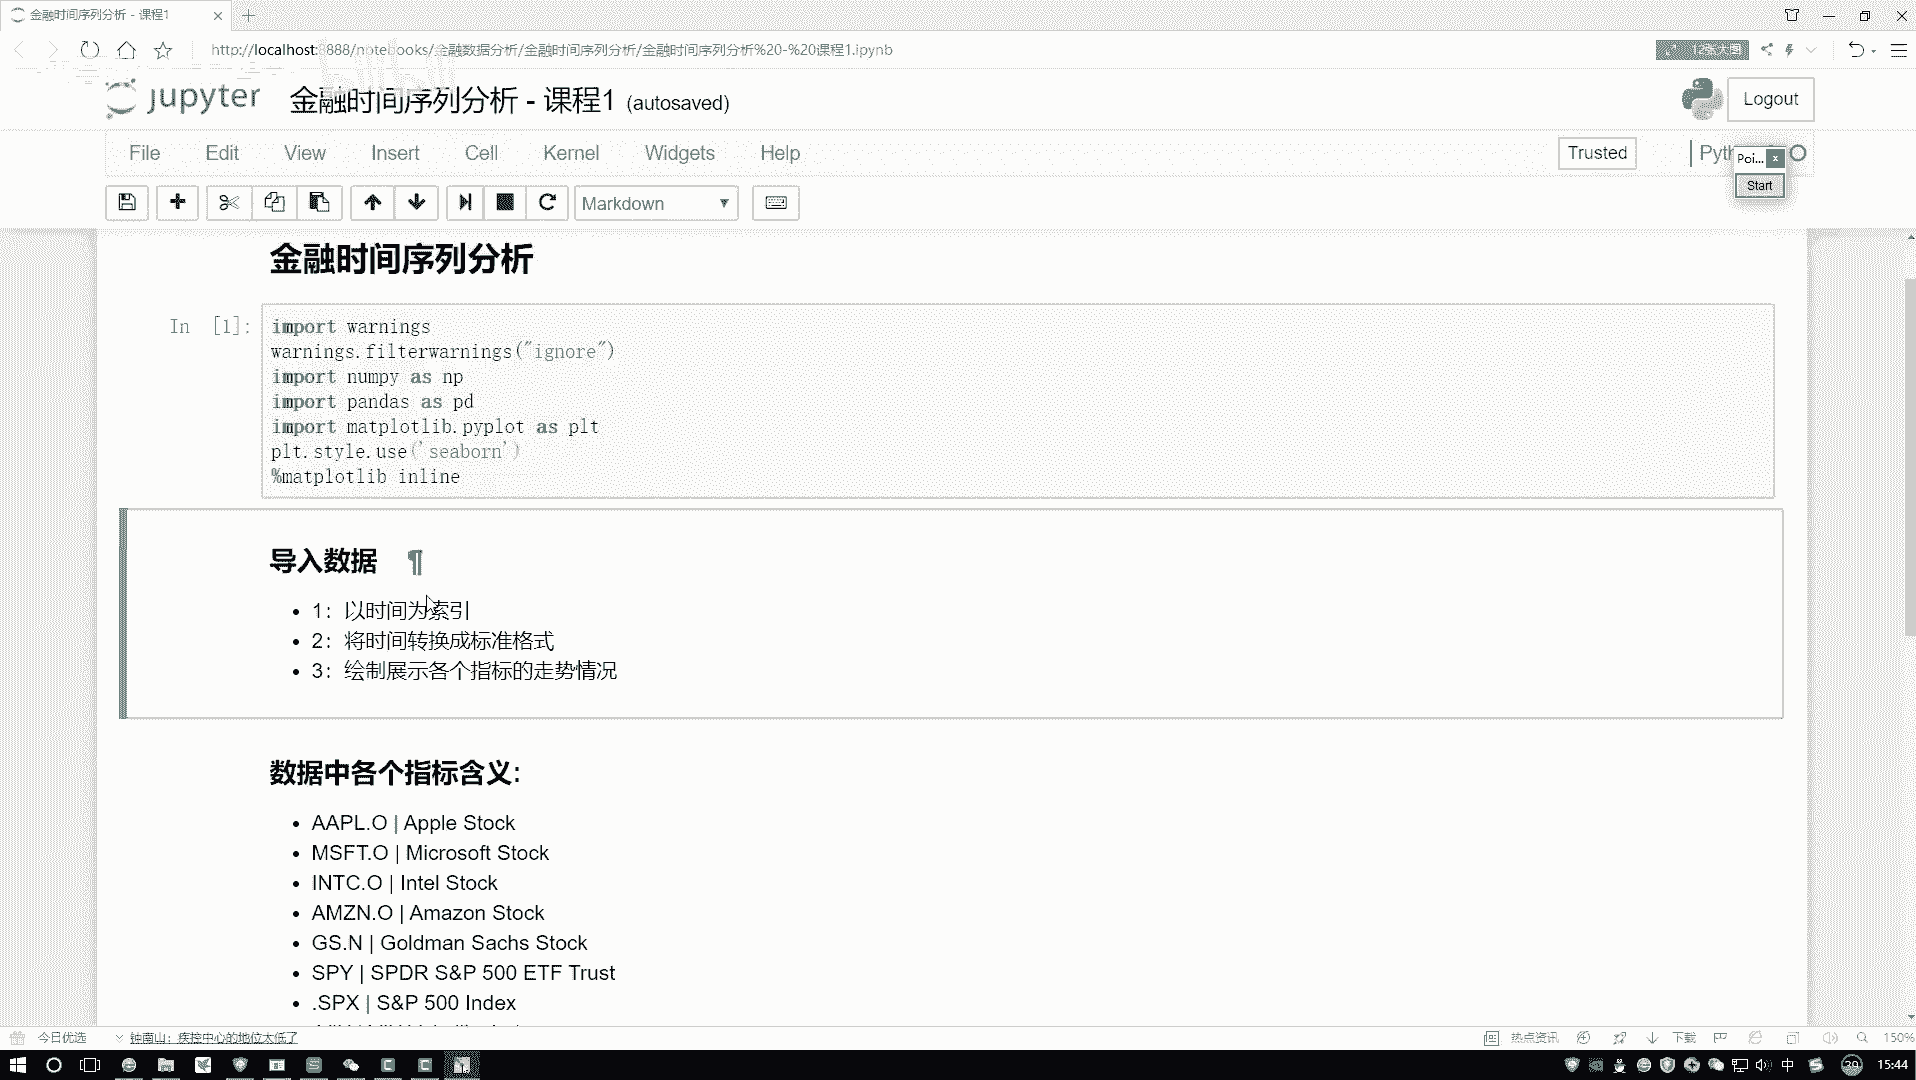 金融时间序列分析 - 课程1
http://localhost:8888/notebooks/金融数据分析/金融时间序列分析/金融时间序列分析%20-%20课程1.ipynb
12张大图
bilibili
jupyter 金融时间序列分析 - 课程1 (autosaved)
Logout
File Edit View Insert Cell Kernel Widgets Help
Trusted
Poi...
Start
Markdown
金融时间序列分析
In [1]:
import warnings
warnings.filterwarnings("ignore")
import numpy as np
import pandas as pd
import matplotlib.pyplot as plt
plt.style.use('seaborn')
%matplotlib inline
导入数据 ¶
• 1：以时间为索引
• 2：将时间转换成标准格式
• 3：绘制展示各个指标的走势情况
数据中各个指标含义:
• AAPL.O | Apple Stock
• MSFT.O | Microsoft Stock
• INTC.O | Intel Stock
• AMZN.O | Amazon Stock
• GS.N | Goldman Sachs Stock
• SPY | SPDR S&P 500 ETF Trust
• .SPX | S&P 500 Index
今日优选
钟南山：疾控中心的地位太低了
热点资讯
下载
150%
中
29
15:44